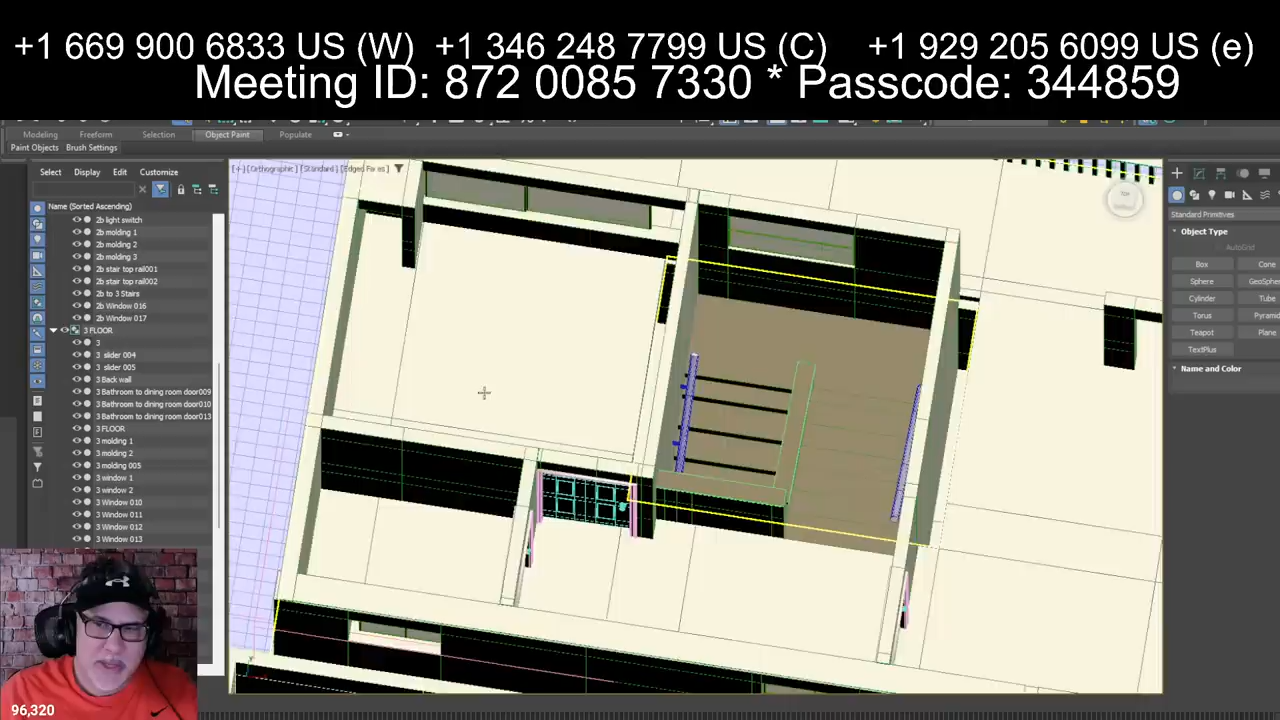 +1 669 900 6833 US (W) +1 346 248 7799 US (C) +1 929 205 6099 US (e)
Meeting ID: 872 0085 7330 * Passcode: 344859
Modeling Freeform Selection Object Paint Populate
Paint Objects Brush Settings
Select Display Edit Customize
Name (Sorted Ascending)
2b light switch
2b molding 1
2b molding 2
2b molding 3
2b stair top rail001
2b stair top rail002
2b to 3 Stairs
2b Window 016
2b Window 017
3 FLOOR
3
3 slider 004
3 slider 005
3 Back wall
3 Bathroom to dining room door009
3 Bathroom to dining room door010
3 Bathroom to dining room door013
3 FLOOR
3 molding 1
3 molding 2
3 molding 005
3 window 1
3 window 2
3 Window 010
3 Window 011
3 Window 012
3 Window 013
[+] [Orthographic] [Standard] [Edged Faces]
Standard Primitives
Object Type
AutoGrid
Box Cone
Sphere GeoSphe
Cylinder Tube
Torus Pyramid
Teapot Plane
TextPlus
Name and Color
96,320